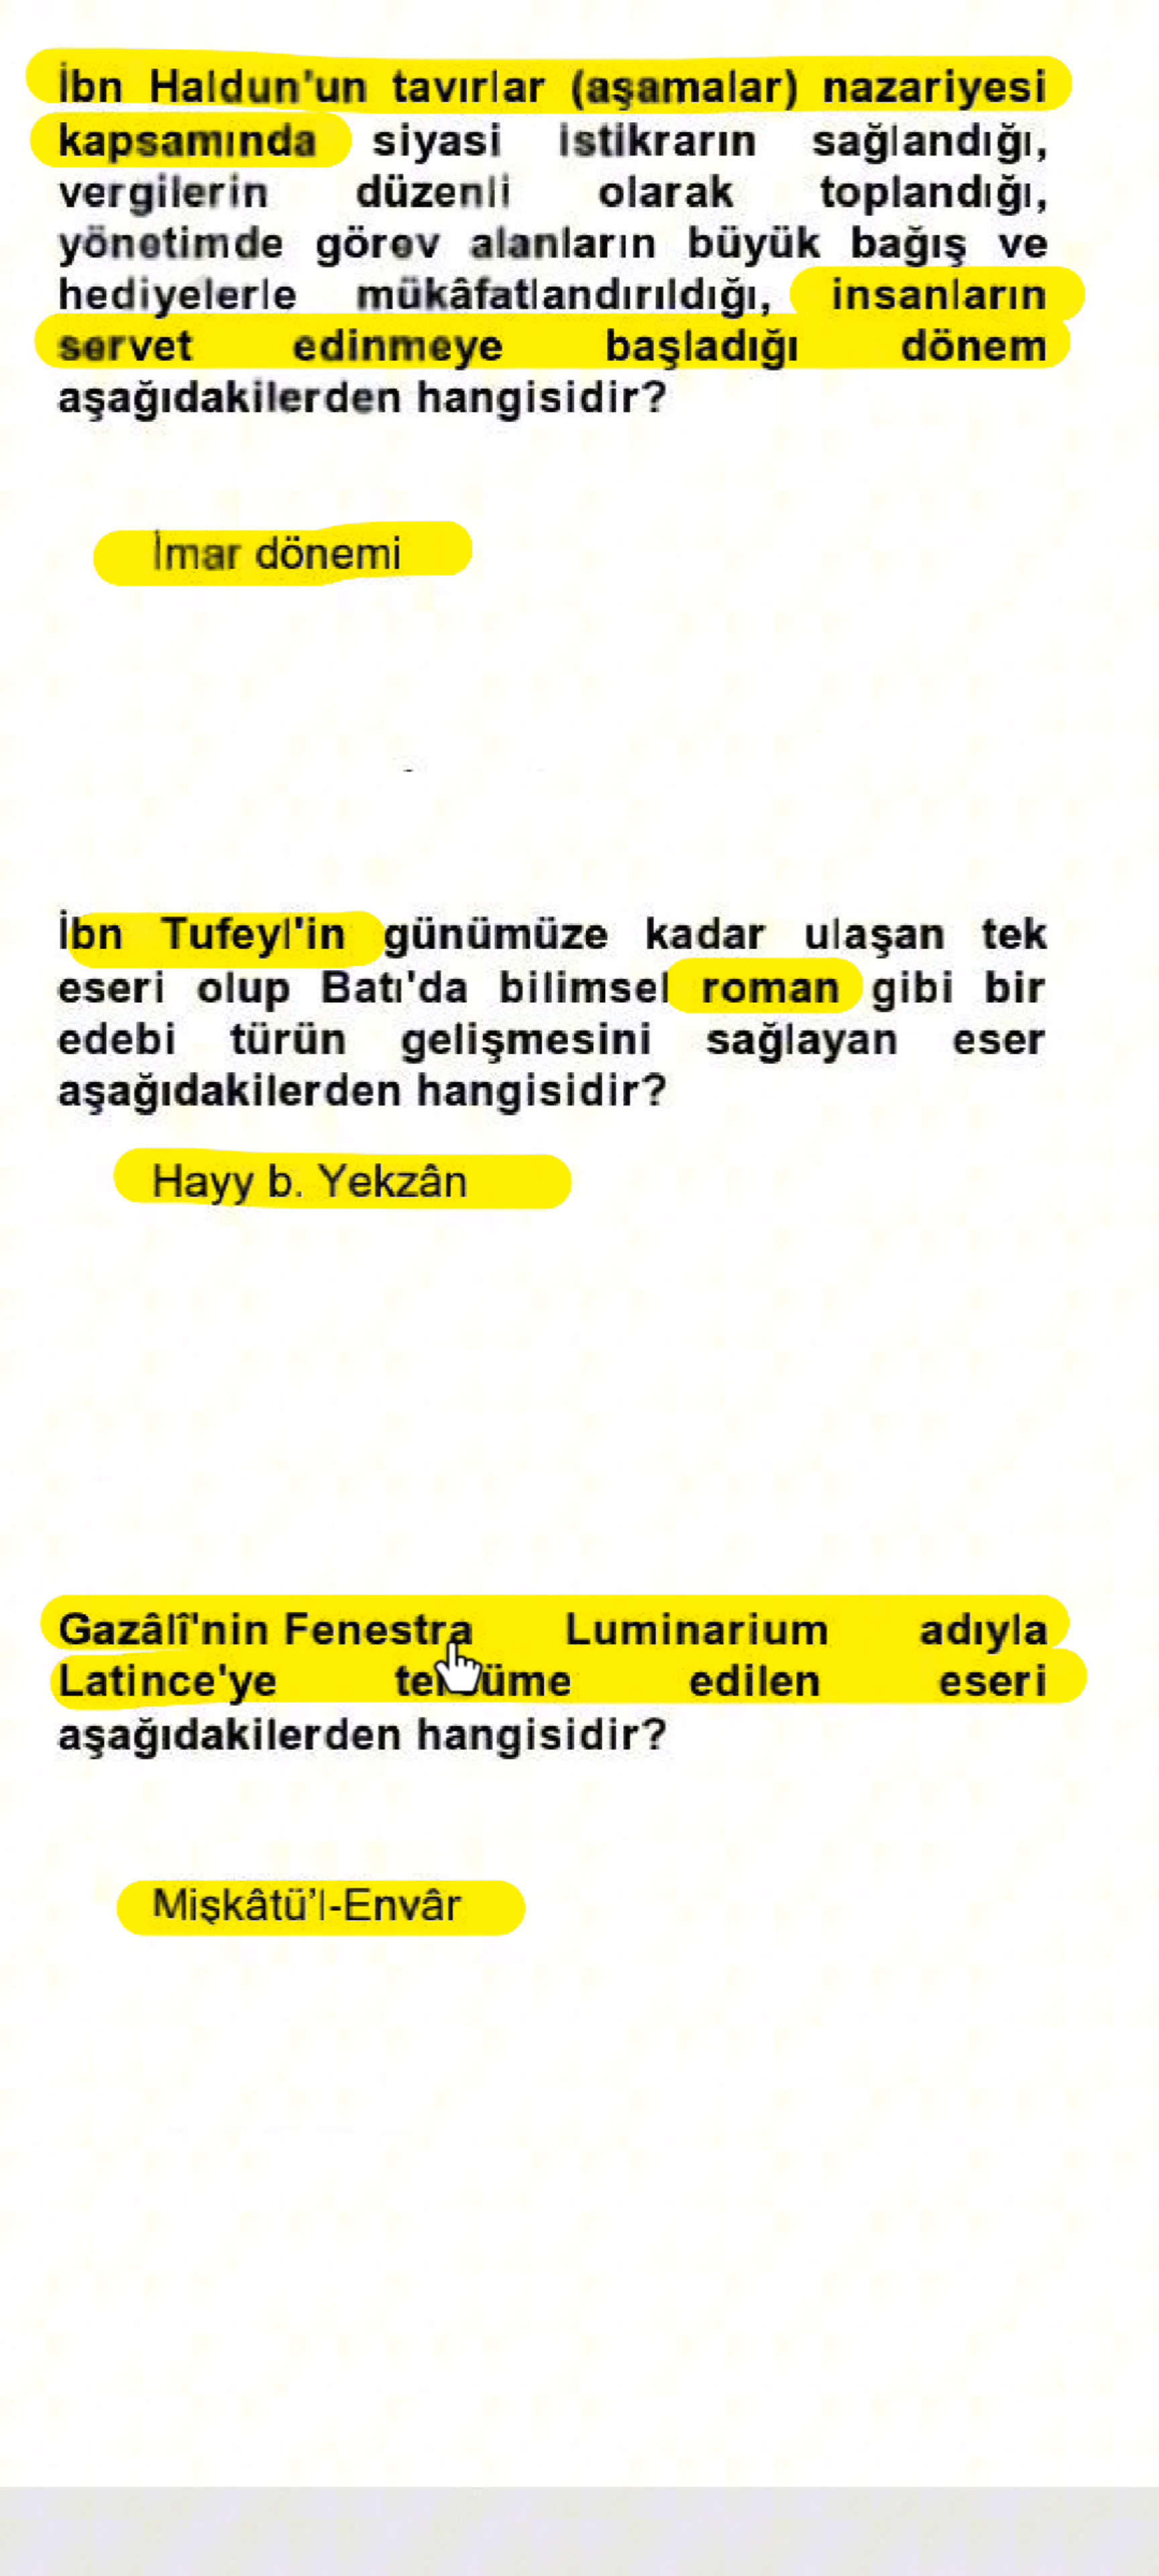 İbn Haldun'un tavırlar (aşamalar) nazariyesi
kapsamında siyasi istikrarın sağlandığı,
vergilerin düzenli olarak toplandığı,
yönetimde görev alanların büyük bağış ve
hediyelerle mükâfatlandırıldığı, insanların
servet edinmeye başladığı dönem
aşağıdakilerden hangisidir?
İmar dönemi
İbn Tufeyl'in günümüze kadar ulaşan tek
eseri olup Batı'da bilimsel roman gibi bir
edebi türün gelişmesini sağlayan eser
aşağıdakilerden hangisidir?
Hayy b. Yekzân
Gazâlî'nin Fenestra Luminarium adıyla
Latince'ye edilen eseri
aşağıdakilerden hangisidir?
Mişkâtü’l-Envâr